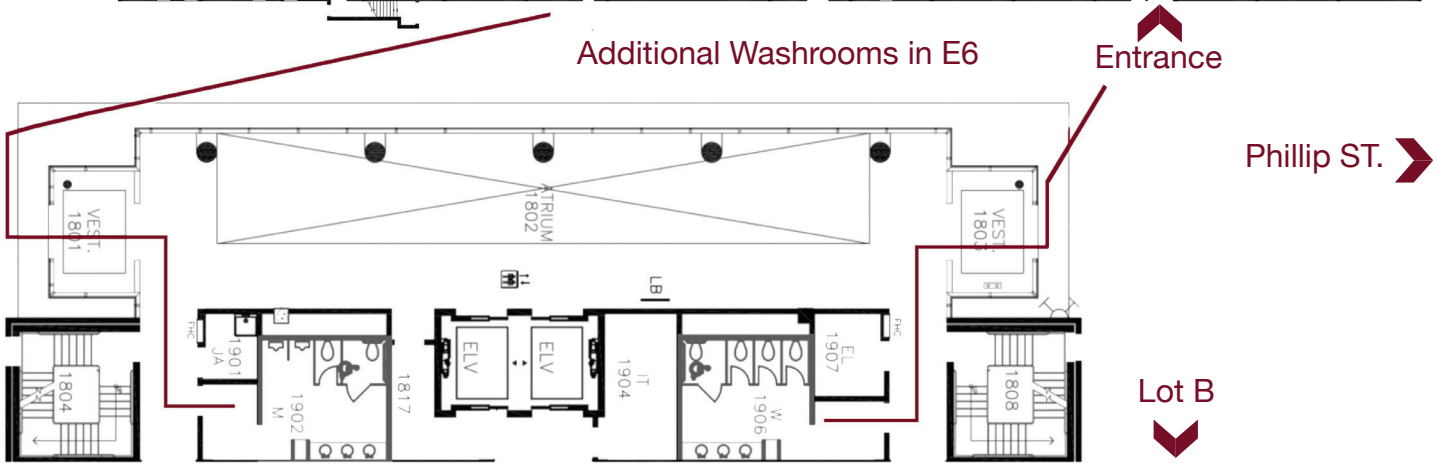 Additional Washrooms in E6
Entrance
Phillip ST.
ATRIUM
1802
VEST.
1801
VEST.
1803
LB
FHC
1901
JA
ELV
ELV
IT
1904
EL
1907
FHC
1804
1902
M
1817
W
1906
1808
Lot B